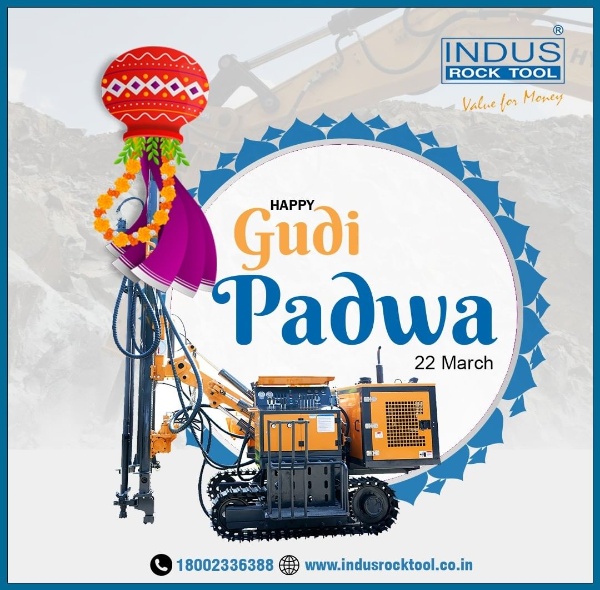 INDUS®
ROCK TOOL
Value for Money
HAPPY
Gudi
Padwa
22 March
18002336388 www.indusrocktool.co.in